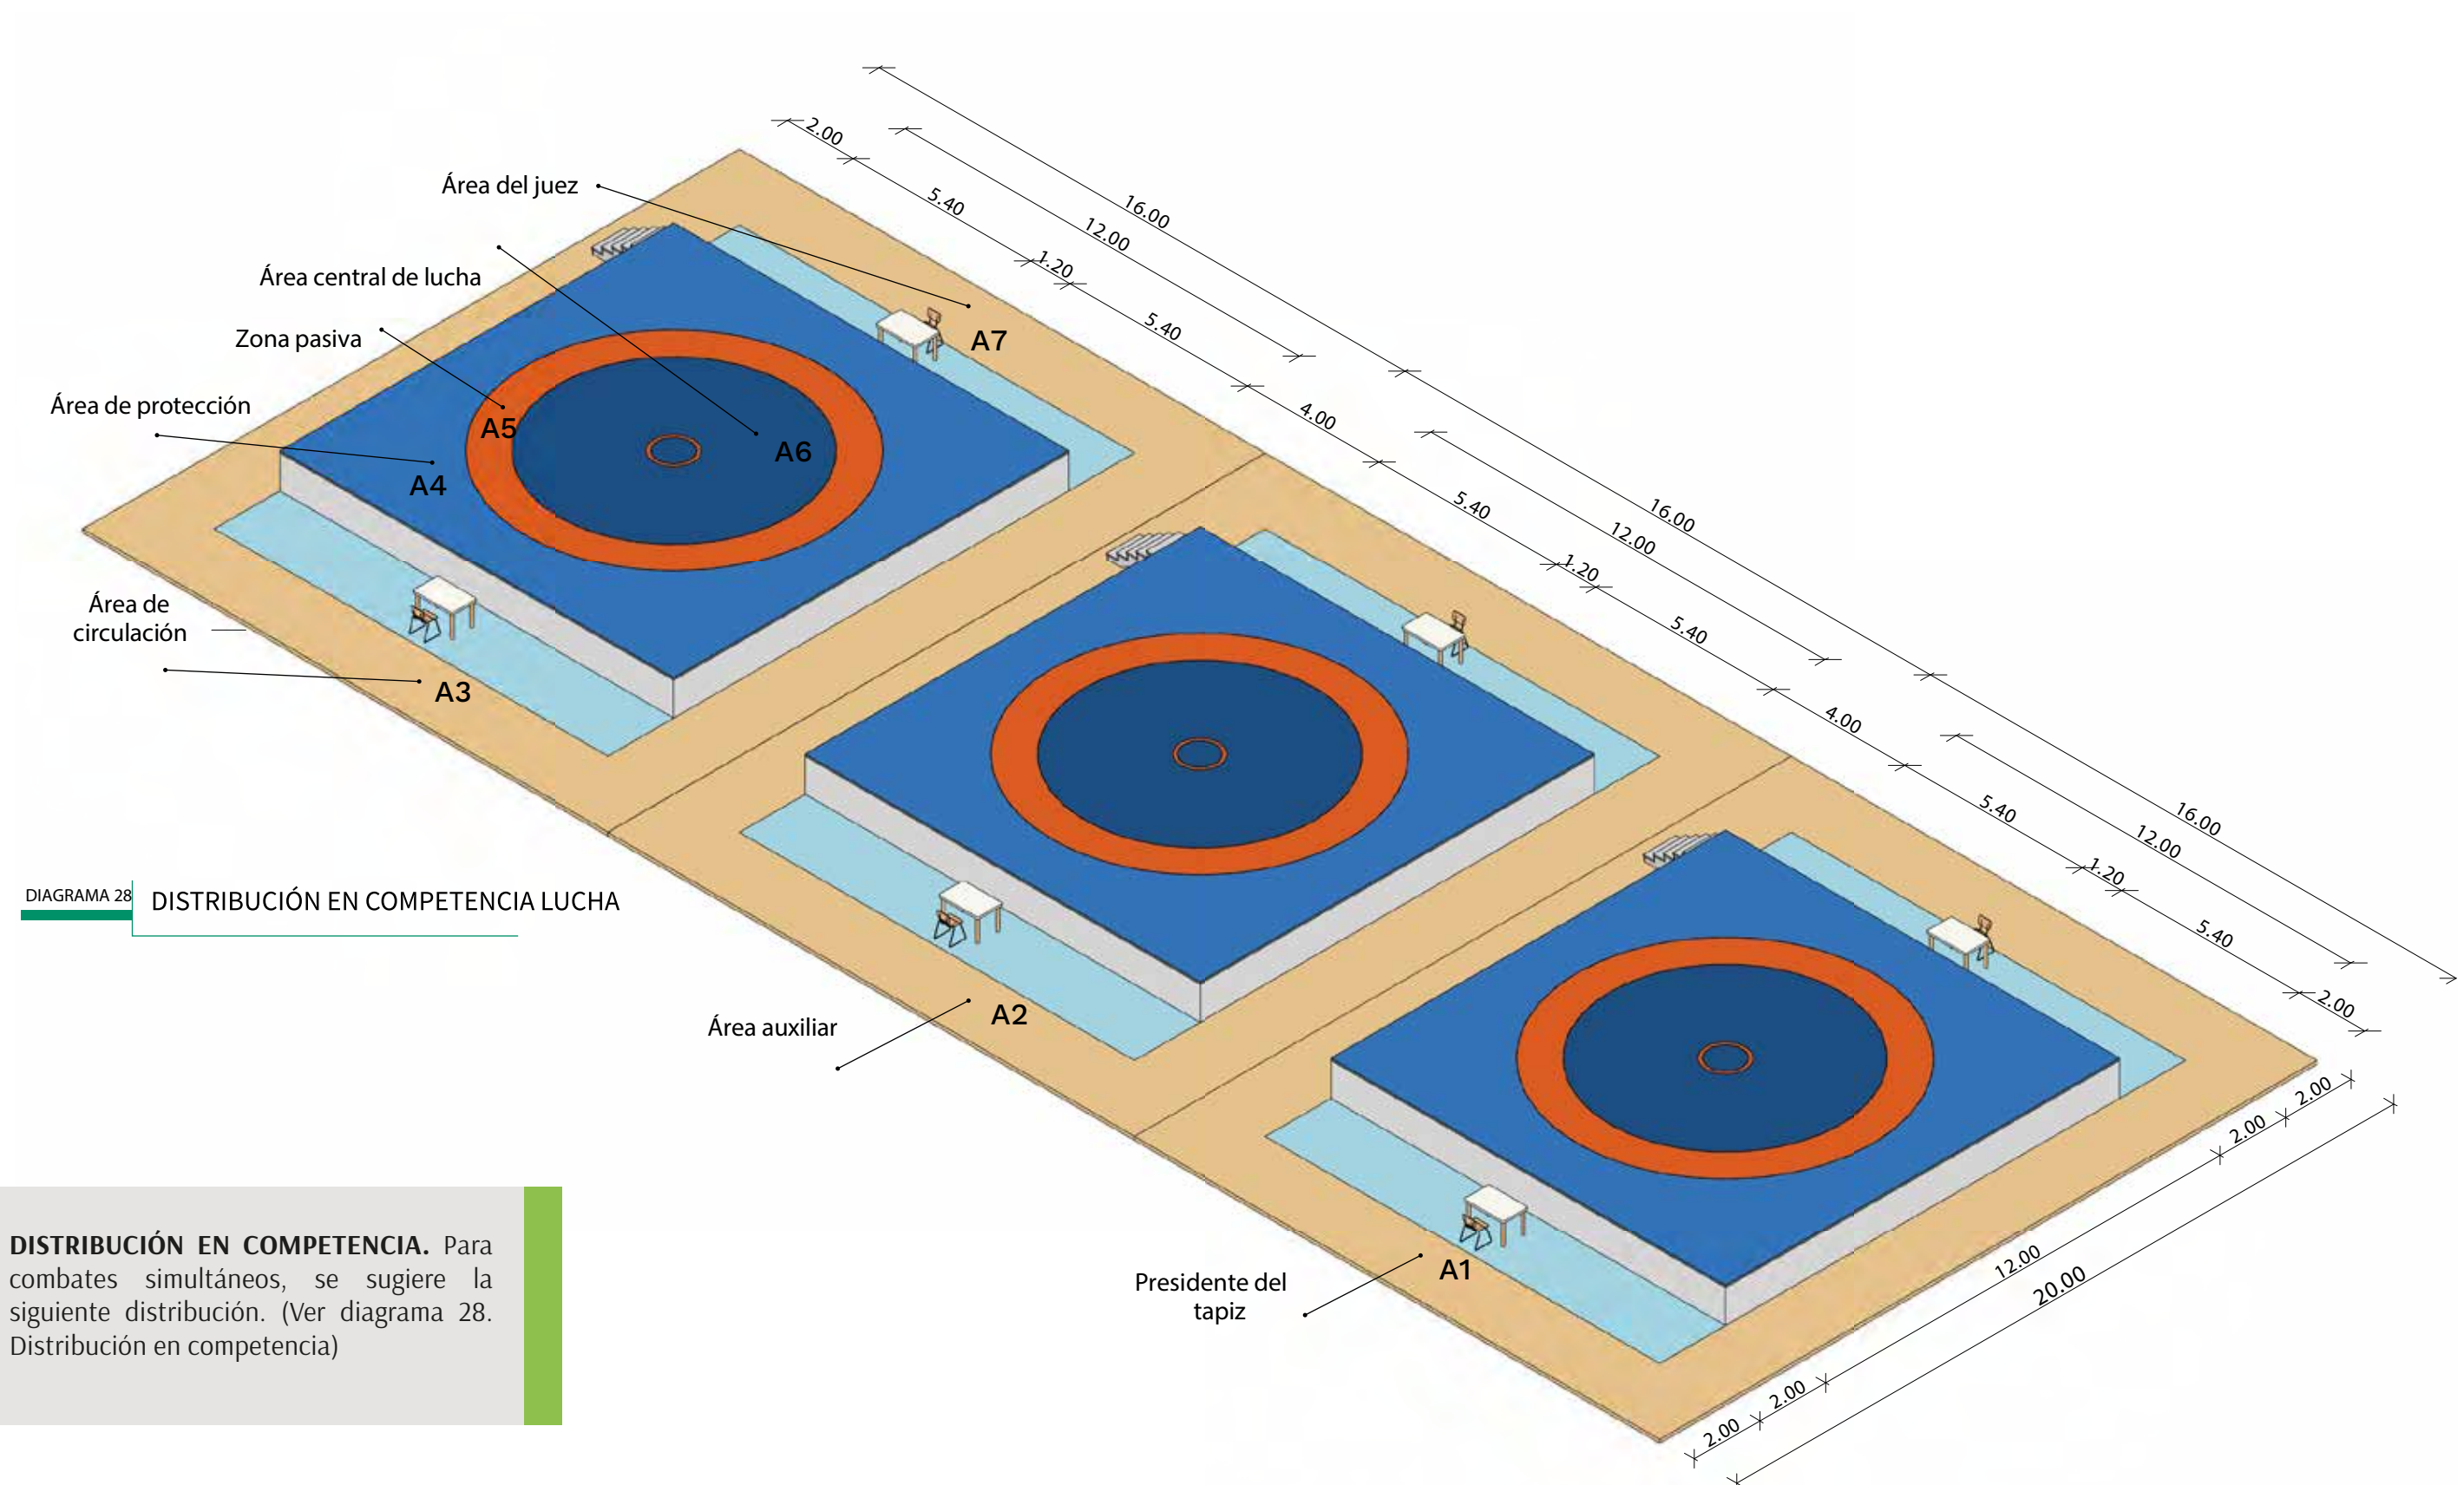 16.00
2.00
12.00
5.40
1.20
5.40
4.00
16.00
12.00
5.40
1.20
5.40
4.00
16.00
12.00
5.40
1.20
5.40
2.00
Área del juez
A7
Área central de lucha
A6
Zona pasiva
A5
Área de protección
A4
Área de
circulación
A3
DIAGRAMA 28
DISTRIBUCIÓN EN COMPETENCIA LUCHA
Área auxiliar
A2
Presidente del
tapiz
A1
2.00
2.00
12.00
20.00
2.00
2.00
DISTRIBUCIÓN EN COMPETENCIA. Para
combates simultáneos, se sugiere la
siguiente distribución. (Ver diagrama 28.
Distribución en competencia)